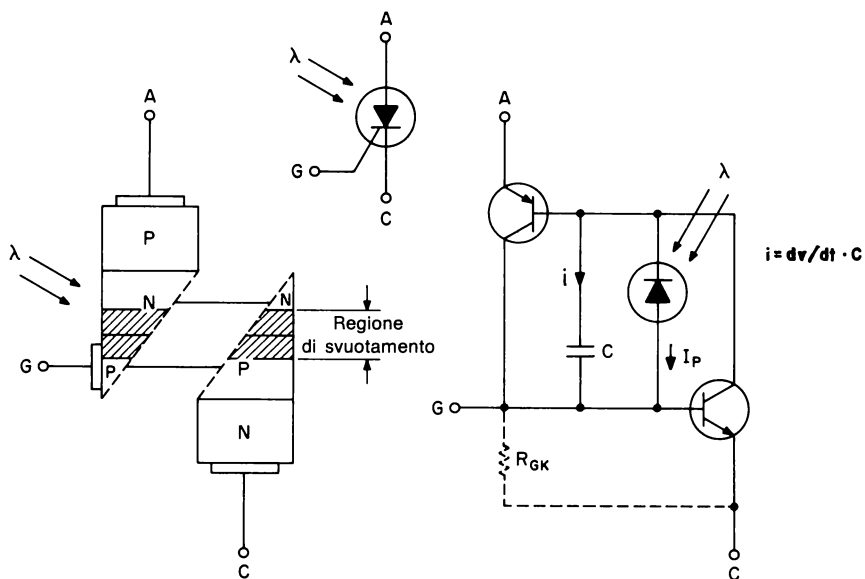 A
λ
G
C
A
P
λ
N
N
Regione
di svuotamento
G
P
P
N
C
A
λ
i = dv/dt · C
i
C
I_P
G
R_GK
C